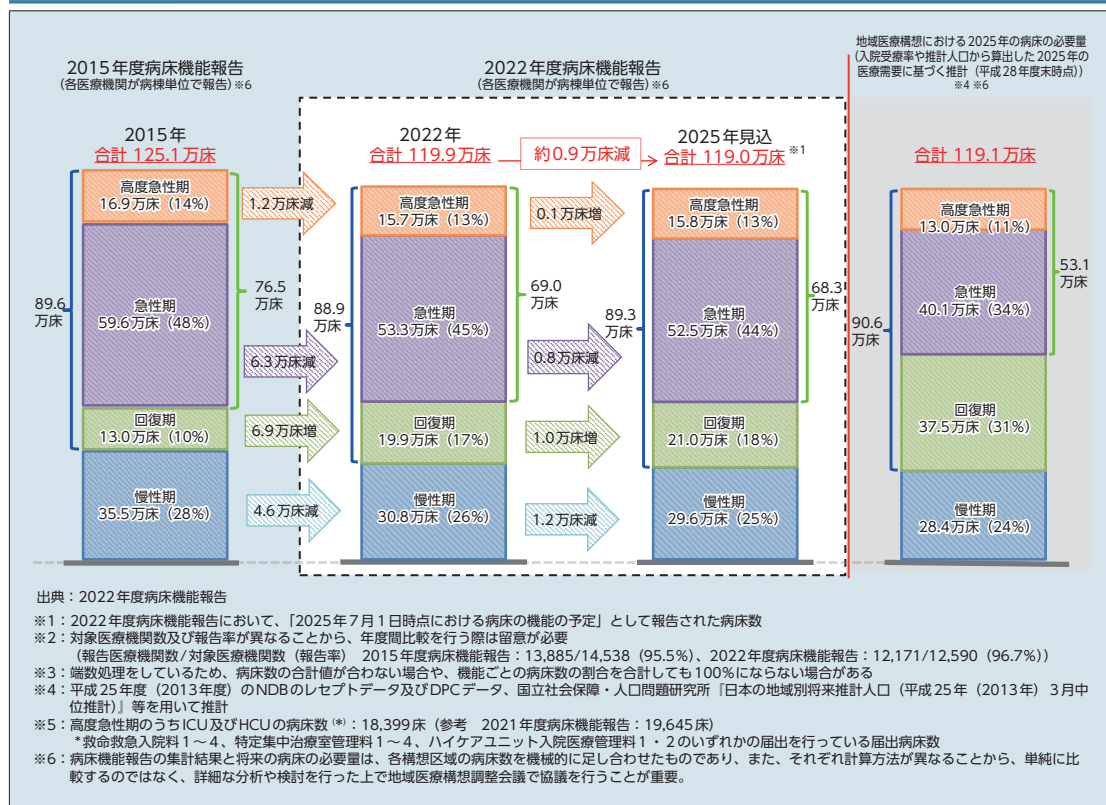 2015年度病床機能報告
(各医療機関が病棟単位で報告)※6
2022年度病床機能報告
(各医療機関が病棟単位で報告)※6
地域医療構想における2025年の病床の必要量
(入院受療率や推計人口から算出した2025年の
医療需要に基づく推計(平成28年度末時点))
※4 ※6
2015年
合計 125.1万床
2022年
合計 119.9万床
約0.9万床減
2025年見込
合計 119.0万床 ※1
合計 119.1万床
高度急性期
16.9万床(14%)
1.2万床減
高度急性期
15.7万床(13%)
0.1万床増
高度急性期
15.8万床(13%)
高度急性期
13.0万床(11%)
89.6
万床
急性期
59.6万床(48%)
76.5
万床
6.3万床減
88.9
万床
急性期
53.3万床(45%)
69.0
万床
0.8万床減
89.3
万床
急性期
52.5万床(44%)
68.3
万床
90.6
万床
急性期
40.1万床(34%)
53.1
万床
回復期
13.0万床(10%)
6.9万床増
回復期
19.9万床(17%)
1.0万床増
回復期
21.0万床(18%)
回復期
37.5万床(31%)
慢性期
35.5万床(28%)
4.6万床減
慢性期
30.8万床(26%)
1.2万床減
慢性期
29.6万床(25%)
慢性期
28.4万床(24%)
出典:2022年度病床機能報告
※1:2022年度病床機能報告において、「2025年7月1日時点における病床の機能の予定」として報告された病床数
※2:対象医療機関数及び報告率が異なることから、年度間比較を行う際は留意が必要
(報告医療機関数/対象医療機関数(報告率) 2015年度病床機能報告:13,885/14,538(95.5%)、2022年度病床機能報告:12,171/12,590(96.7%))
※3:端数処理をしているため、病床数の合計値が合わない場合や、機能ごとの病床数の割合を合計しても100%にならない場合がある
※4:平成25年度(2013年度)のNDBのレセプトデータ及びDPCデータ、国立社会保障・人口問題研究所『日本の地域別将来推計人口(平成25年(2013年)3月中
位推計)』等を用いて推計
※5:高度急性期のうちICU及びHCUの病床数(*):18,399床(参考 2021年度病床機能報告:19,645床)
*救命救急入院料1~4、特定集中治療室管理料1~4、ハイケアユニット入院医療管理料1・2のいずれかの届出を行っている届出病床数
※6:病床機能報告の集計結果と将来の病床の必要量は、各構想区域の病床数を機械的に足し合わせたものであり、また、それぞれ計算方法が異なることから、単純に比
較するのではなく、詳細な分析や検討を行った上で地域医療構想調整会議で協議を行うことが重要。